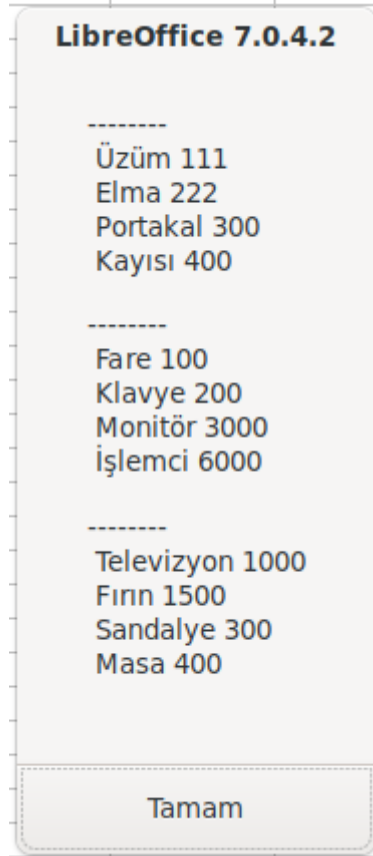 LibreOffice 7.0.4.2
--------
Üzüm 111
Elma 222
Portakal 300
Kayısı 400
--------
Fare 100
Klavye 200
Monitör 3000
İşlemci 6000
--------
Televizyon 1000
Fırın 1500
Sandalye 300
Masa 400
Tamam